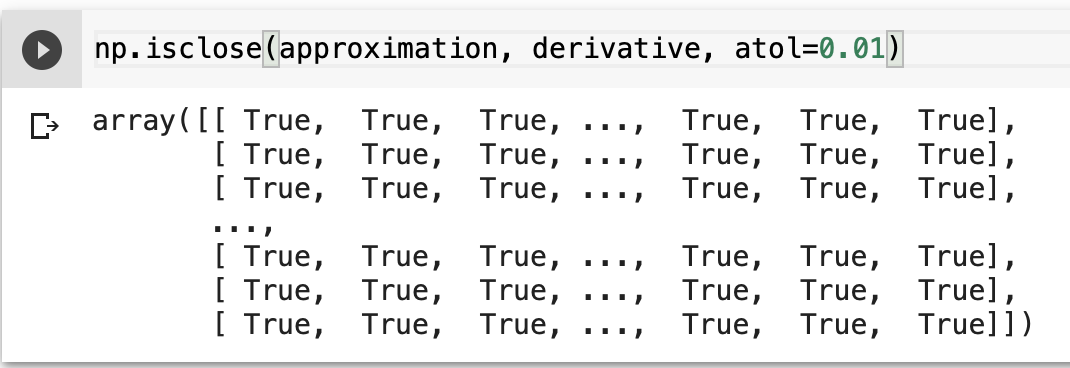 np.isclose(approximation, derivative, atol=0.01)
array([[ True,  True,  True, ...,  True,  True,  True],
       [ True,  True,  True, ...,  True,  True,  True],
       [ True,  True,  True, ...,  True,  True,  True],
       ...,
       [ True,  True,  True, ...,  True,  True,  True],
       [ True,  True,  True, ...,  True,  True,  True],
       [ True,  True,  True, ...,  True,  True,  True]])